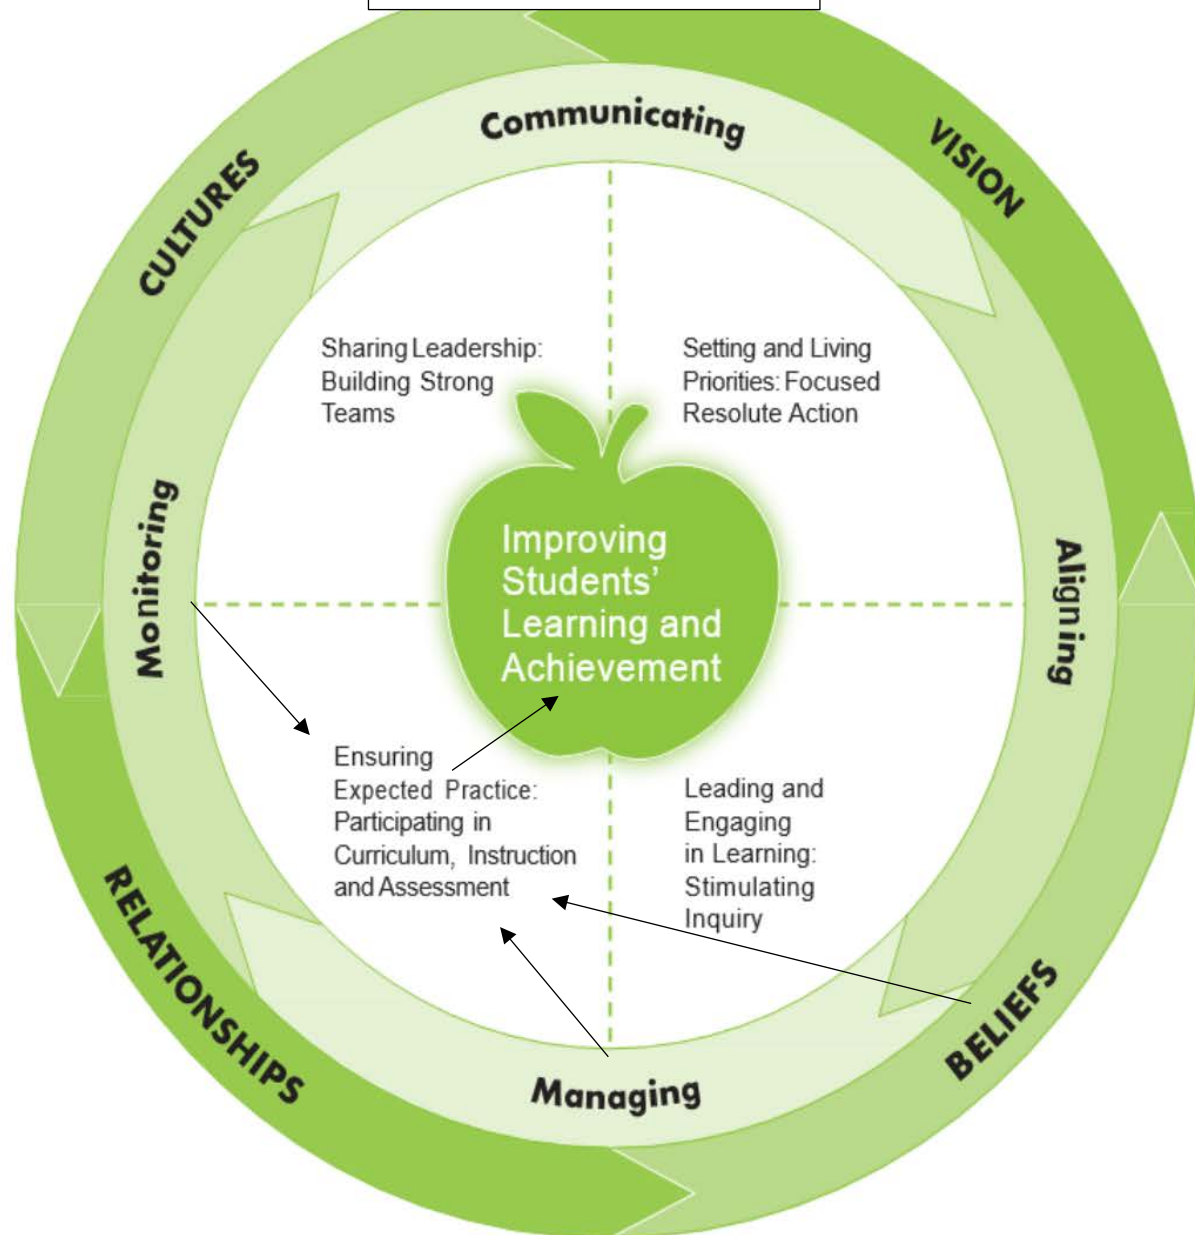 Communicating
VISION
CULTURES
Sharing Leadership:
Building Strong
Teams
Setting and Living
Priorities: Focused
Resolute Action
Monitoring
Aligning
Improving
Students’
Learning and
Achievement
Ensuring
Expected Practice:
Participating in
Curriculum, Instruction
and Assessment
Leading and
Engaging
in Learning:
Stimulating
Inquiry
RELATIONSHIPS
BELIEFS
Managing